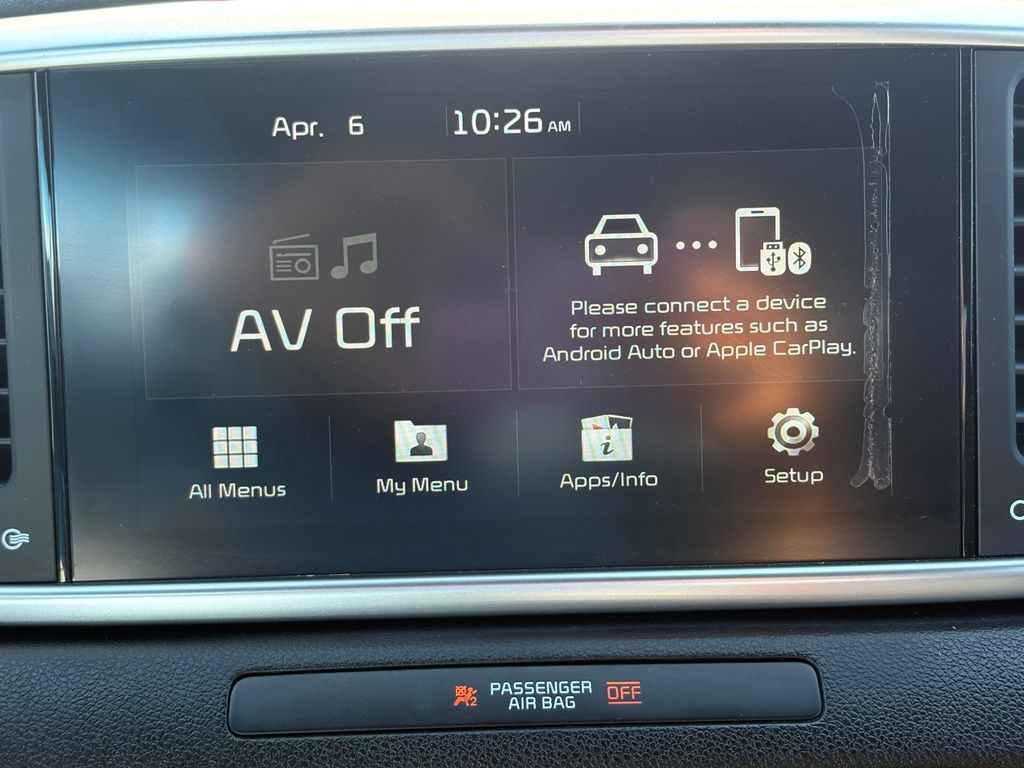 Apr. 6 10:26 AM
AV Off
Please connect a device
for more features such as
Android Auto or Apple CarPlay.
All Menus
My Menu
Apps/Info
Setup
PASSENGER
AIR BAG
OFF